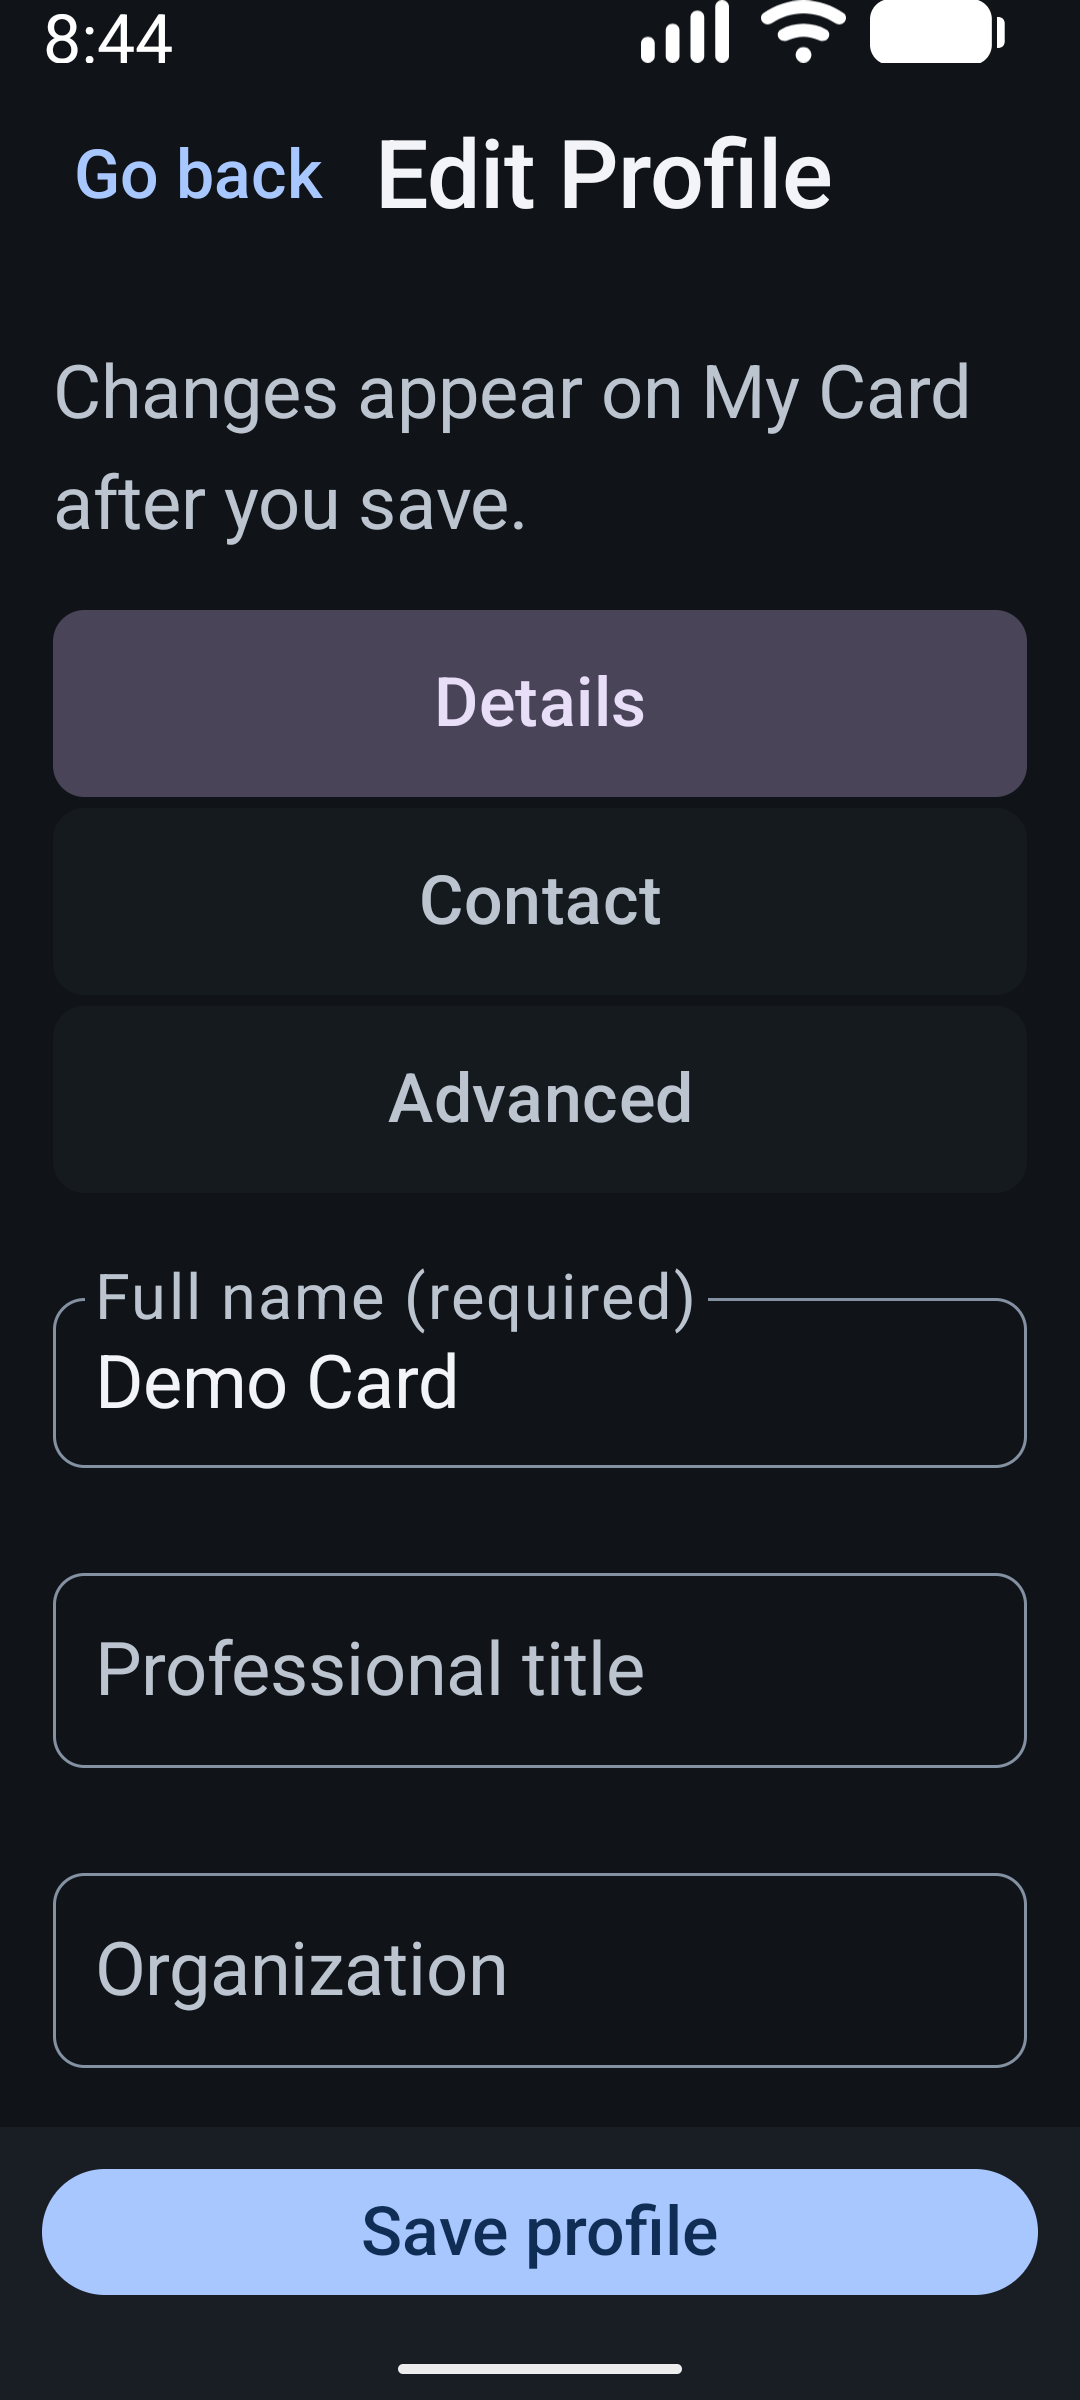 8:44
Go back
Edit Profile
Changes appear on My Card
after you save.
Details
Contact
Advanced
Full name (required)
Demo Card
Professional title
Organization
Save profile